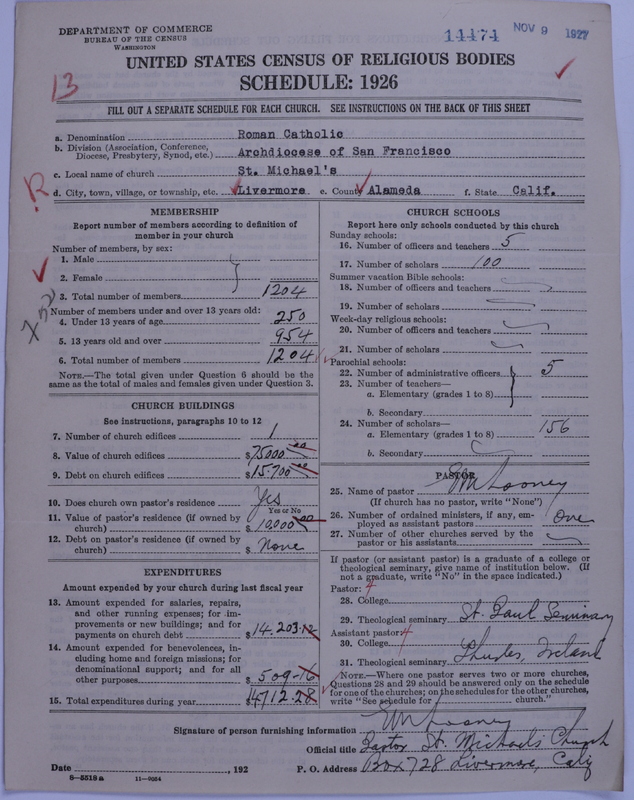 DEPARTMENT OF COMMERCE
BUREAU OF THE CENSUS
WASHINGTON
14474 NOV 9 1927
UNITED STATES CENSUS OF RELIGIOUS BODIES
SCHEDULE: 1926
13
FILL OUT A SEPARATE SCHEDULE FOR EACH CHURCH. SEE INSTRUCTIONS ON THE BACK OF THIS SHEET
a. Denomination Roman Catholic
b. Division (Association, Conference, Diocese, Presbytery, Synod, etc.) Archdiocese of San Francisco
c. Local name of church St. Michael's
R
d. City, town, village, or township, etc. Livermore e. County Alameda f. State Calif.
MEMBERSHIP
Report number of members according to definition of
member in your church
Number of members, by sex:
1. Male
2. Female
3. Total number of members 1204
Number of members under and over 13 years old:
4. Under 13 years of age 250
5. 13 years old and over 954
6. Total number of members 1204
NOTE.—The total given under Question 6 should be
same as the total of males and females given under Question 3.
CHURCH BUILDINGS
See instructions, paragraphs 10 to 12
7. Number of church edifices 1
8. Value of church edifices $75000 00
9. Debt on church edifices $15-700 00
10. Does church own pastor's residence Yes
Yes or No
11. Value of pastor's residence (if owned by
church) $10,000 00
12. Debt on pastor's residence (if owned by
church) $ None
EXPENDITURES
Amount expended by your church during last fiscal year
13. Amount expended for salaries, repairs,
and other running expenses; for im-
provements or new buildings; and for
payments on church debt $14.203.12
14. Amount expended for benevolences, in-
cluding home and foreign missions; for
denominational support; and for all
other purposes $509-16
15. Total expenditures during year $14712.28
CHURCH SCHOOLS
Report here only schools conducted by this church
Sunday schools:
16. Number of officers and teachers 5
17. Number of scholars 100
Summer vacation Bible schools:
18. Number of officers and teachers
19. Number of scholars
Week-day religious schools:
20. Number of officers and teachers
21. Number of scholars
Parochial schools:
22. Number of administrative officers 5
23. Number of teachers—
a. Elementary (grades 1 to 8)
b. Secondary
24. Number of scholars—
a. Elementary (grades 1 to 8) 156
b. Secondary
PASTOR
25. Name of pastor
(If church has no pastor, write "None")
26. Number of ordained ministers, if any, em-
ployed as assistant pastors One
27. Number of other churches served by the
pastor or his assistants
If pastor (or assistant pastor) is a graduate of a college or
theological seminary, give name of institution below. (If
not a graduate, write "No" in the space indicated.)
Pastor: 4
28. College
29. Theological seminary St. Paul Seminary
Assistant pastor: 4
30. College
31. Theological seminary Thurles, Ireland
NOTE.—Where one pastor serves two or more churches,
Questions 28 and 29 should be answered only on the schedule
for one of the churches; on the schedules for the other churches,
write "See schedule for church."
Signature of person furnishing information
Official title Pastor St. Michaels Church
Date , 192 P. O. Address Box 728 Livermore, Calif
8—5518a 11—9034